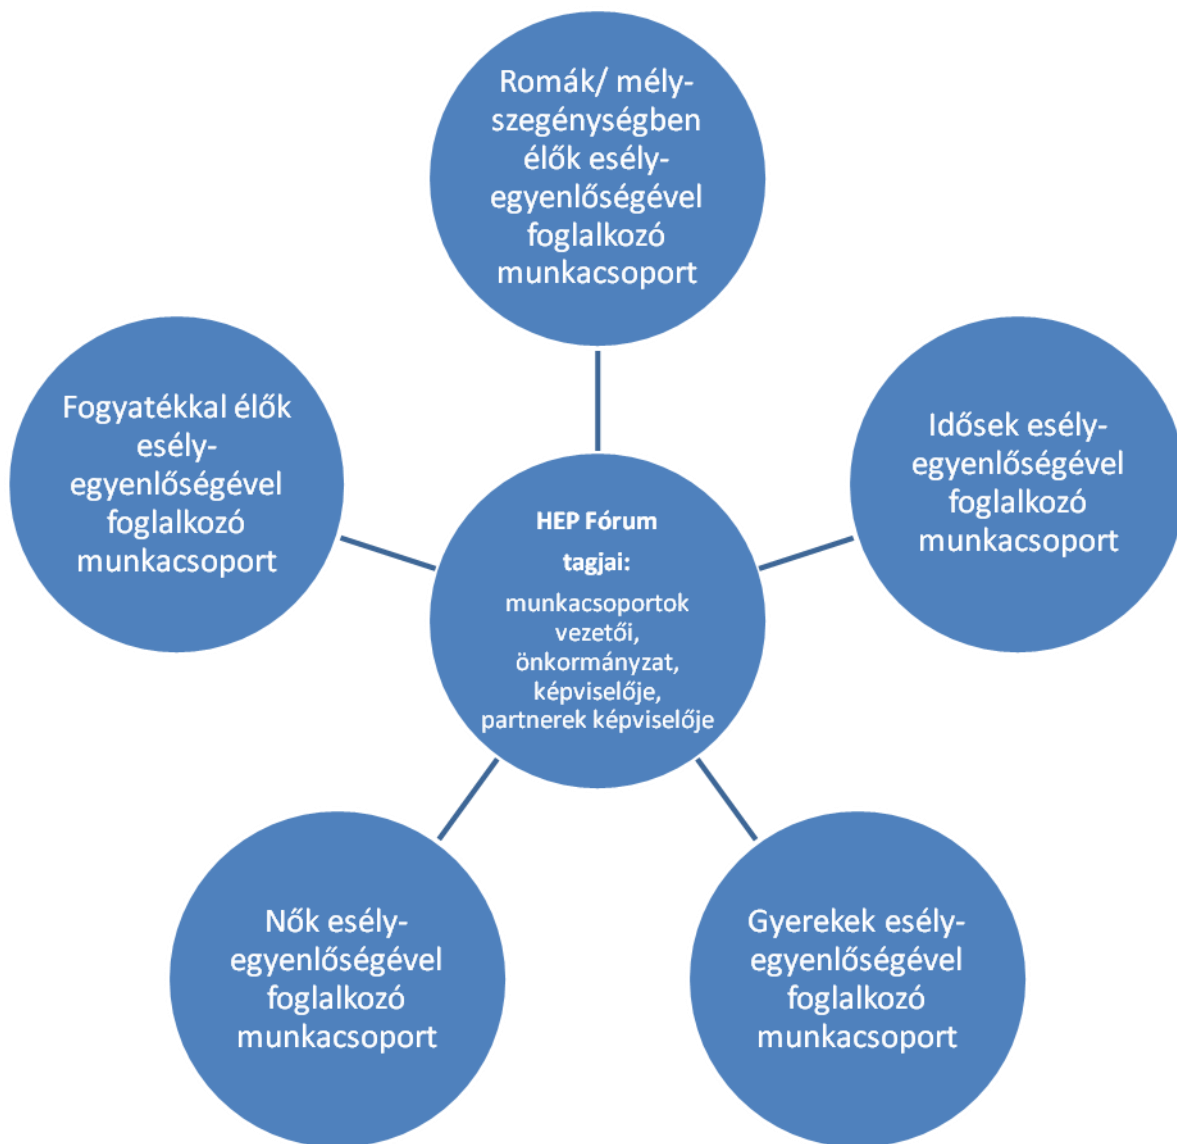 Romák/ mély-
szegénységben
élők esély-
egyenlőségével
foglalkozó
munkacsoport
Fogyatékkal élők
esély-
egyenlőségével
foglalkozó
munkacsoport
Idősek esély-
egyenlőségével
foglalkozó
munkacsoport
HEP Fórum
tagjai:
munkacsoportok
vezetői,
önkormányzat,
képviselője,
partnerek képviselője
Nők esély-
egyenlőségével
foglalkozó
munkacsoport
Gyerekek esély-
egyenlőségével
foglalkozó
munkacsoport